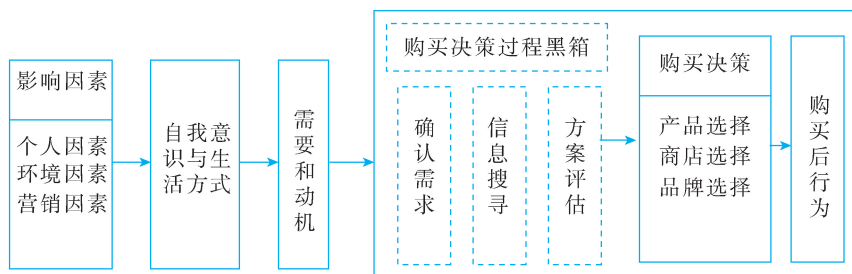 影响因素
个人因素
环境因素
营销因素
自我意
识与生
活方式
需要和动机
购买决策过程黑箱
确认需求
信息搜寻
方案评估
购买决策
产品选择
商店选择
品牌选择
购买后行为